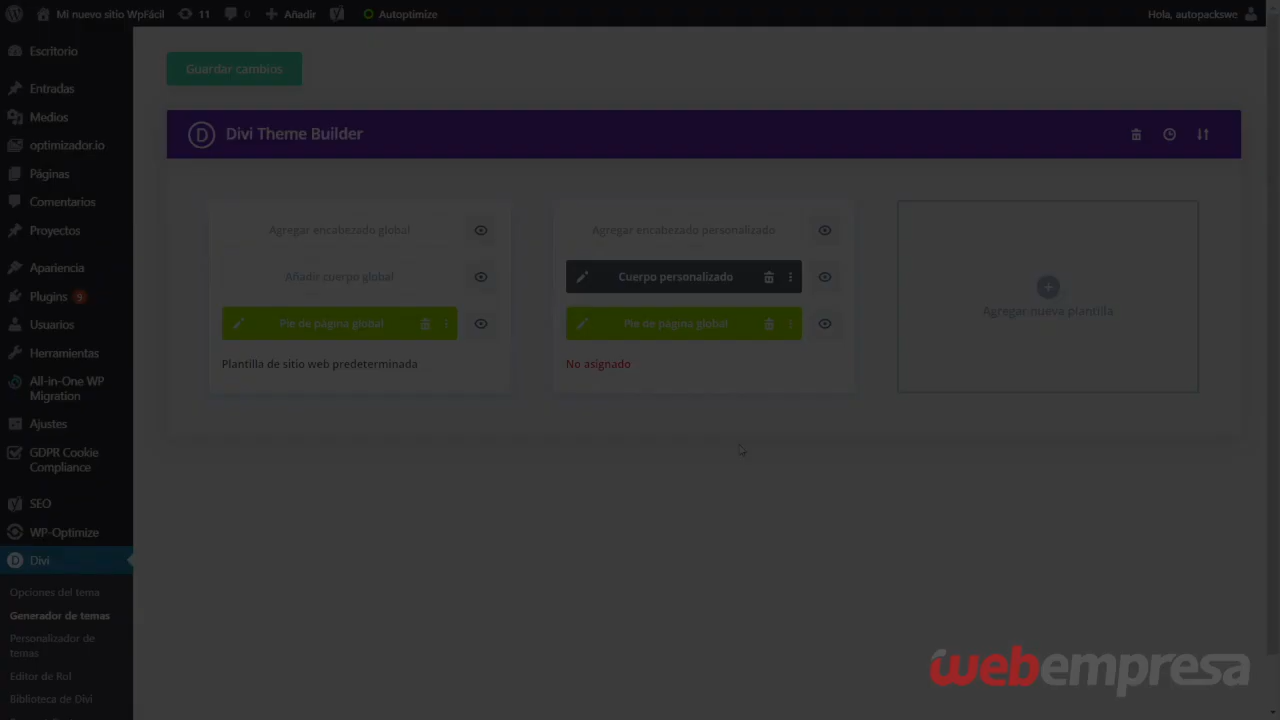 Mi nuevo sitio WpFácil
11
0
Añadir
Autoptimize
Hola, autopackswe
Escritorio
Entradas
Medios
optimizador.io
Páginas
Comentarios
Proyectos
Apariencia
Plugins 9
Usuarios
Herramientas
All-in-One WP
Migration
Ajustes
GDPR Cookie
Compliance
SEO
WP-Optimize
Divi
Opciones del tema
Generador de temas
Personalizador de
temas
Editor de Rol
Biblioteca de Divi
Guardar cambios
D Divi Theme Builder
Agregar encabezado global
Añadir cuerpo global
Pie de página global
Plantilla de sitio web predeterminada
Agregar encabezado personalizado
Cuerpo personalizado
Pie de página global
No asignado
Agregar nueva plantilla
webempresa